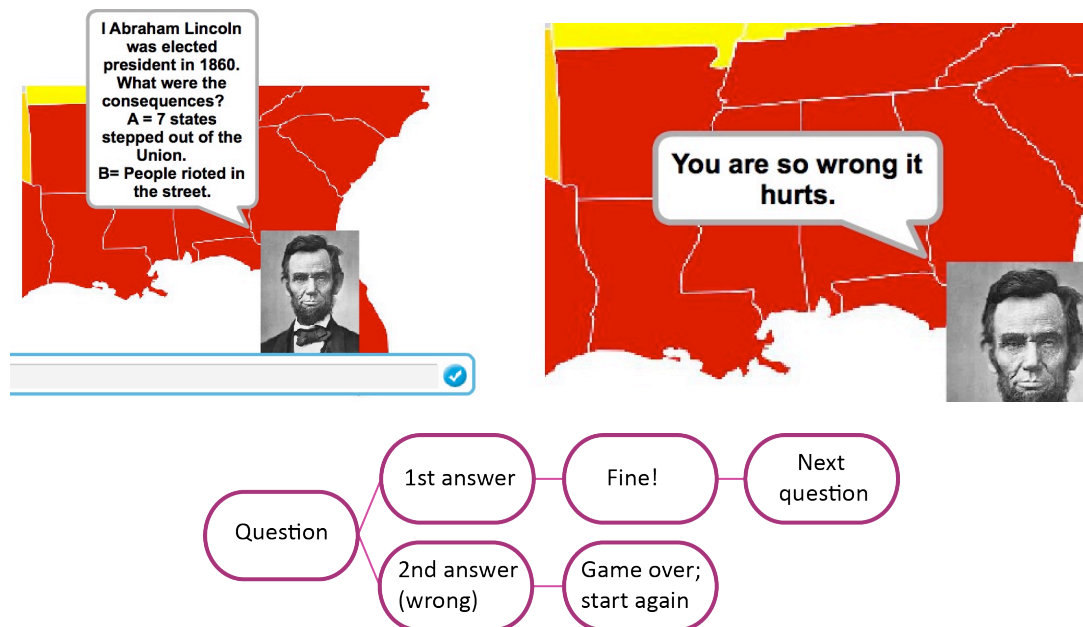 I Abraham Lincoln
was elected
president in 1860.
What were the
consequences?
A = 7 states
stepped out of the
Union.
B= People rioted in
the street.
You are so wrong it
hurts.
Question
1st answer
Fine!
Next
question
2nd answer
(wrong)
Game over;
start again